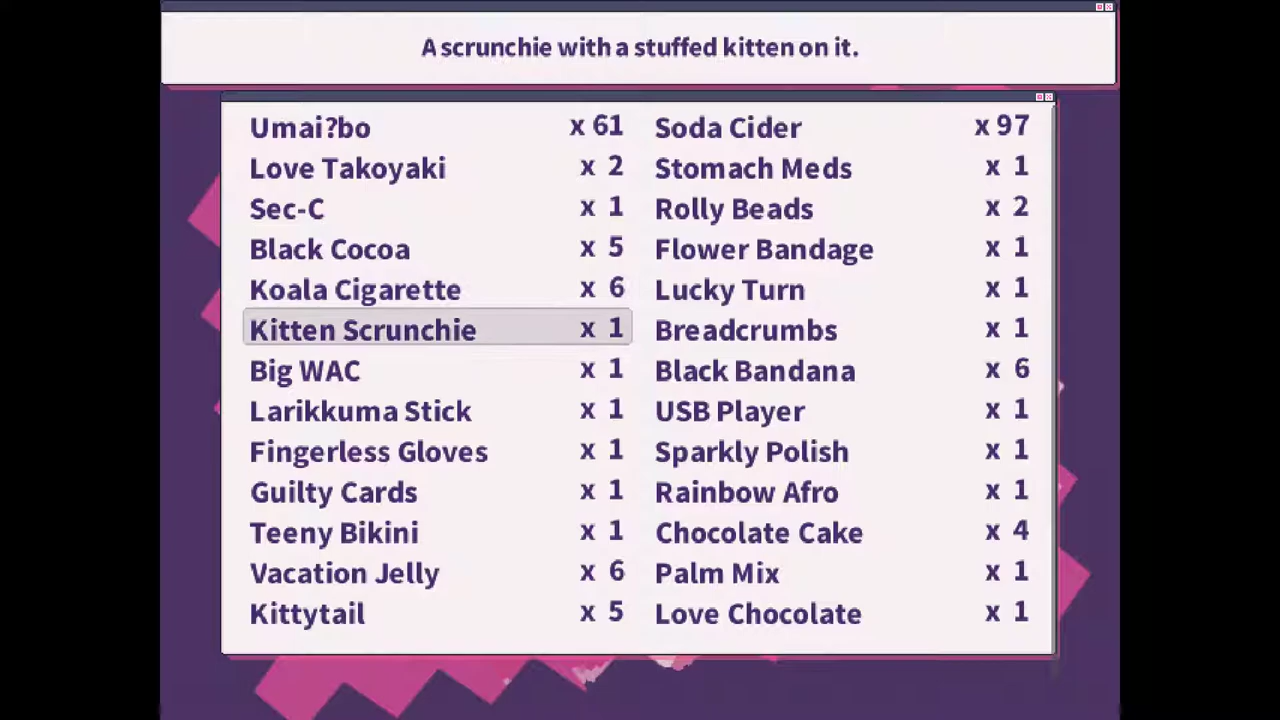 A scrunchie with a stuffed kitten on it.
Umai?bo x 61 Soda Cider x 97
Love Takoyaki x 2 Stomach Meds x 1
Sec-C x 1 Rolly Beads x 2
Black Cocoa x 5 Flower Bandage x 1
Koala Cigarette x 6 Lucky Turn x 1
Kitten Scrunchie x 1 Breadcrumbs x 1
Big WAC x 1 Black Bandana x 6
Larikkuma Stick x 1 USB Player x 1
Fingerless Gloves x 1 Sparkly Polish x 1
Guilty Cards x 1 Rainbow Afro x 1
Teeny Bikini x 1 Chocolate Cake x 4
Vacation Jelly x 6 Palm Mix x 1
Kittytail x 5 Love Chocolate x 1